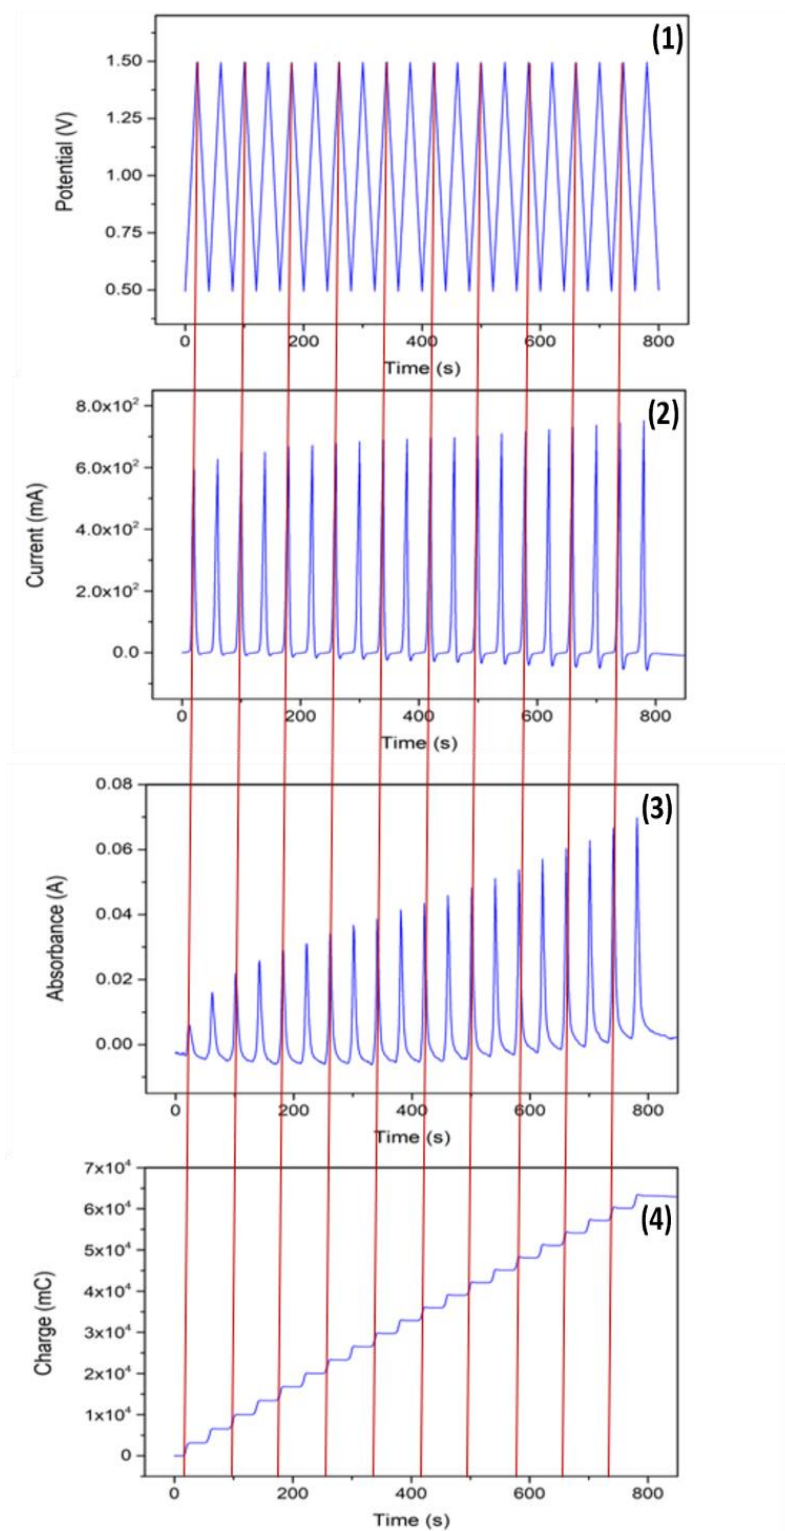 (1)
1.50
1.25
1.00
0.75
0.50
Potential (V)
0 200 400 600 800
Time (s)
(2)
8.0x10²
6.0x10²
4.0x10²
2.0x10²
0.0
Current (mA)
0 200 400 600 800
Time (s)
(3)
0.08
0.06
0.04
0.02
0.00
Absorbance (A)
0 200 400 600 800
Time (s)
(4)
7x10⁴
6x10⁴
5x10⁴
4x10⁴
3x10⁴
2x10⁴
1x10⁴
0
Charge (mC)
0 200 400 600 800
Time (s)